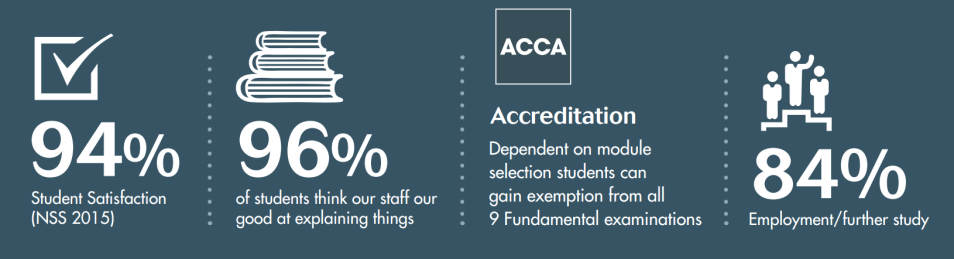 94%
Student Satisfaction
(NSS 2015)
96%
of students think our staff our
good at explaining things
ACCA
Accreditation
Dependent on module
selection students can
gain exemption from all
9 Fundamental examinations
84%
Employment/further study